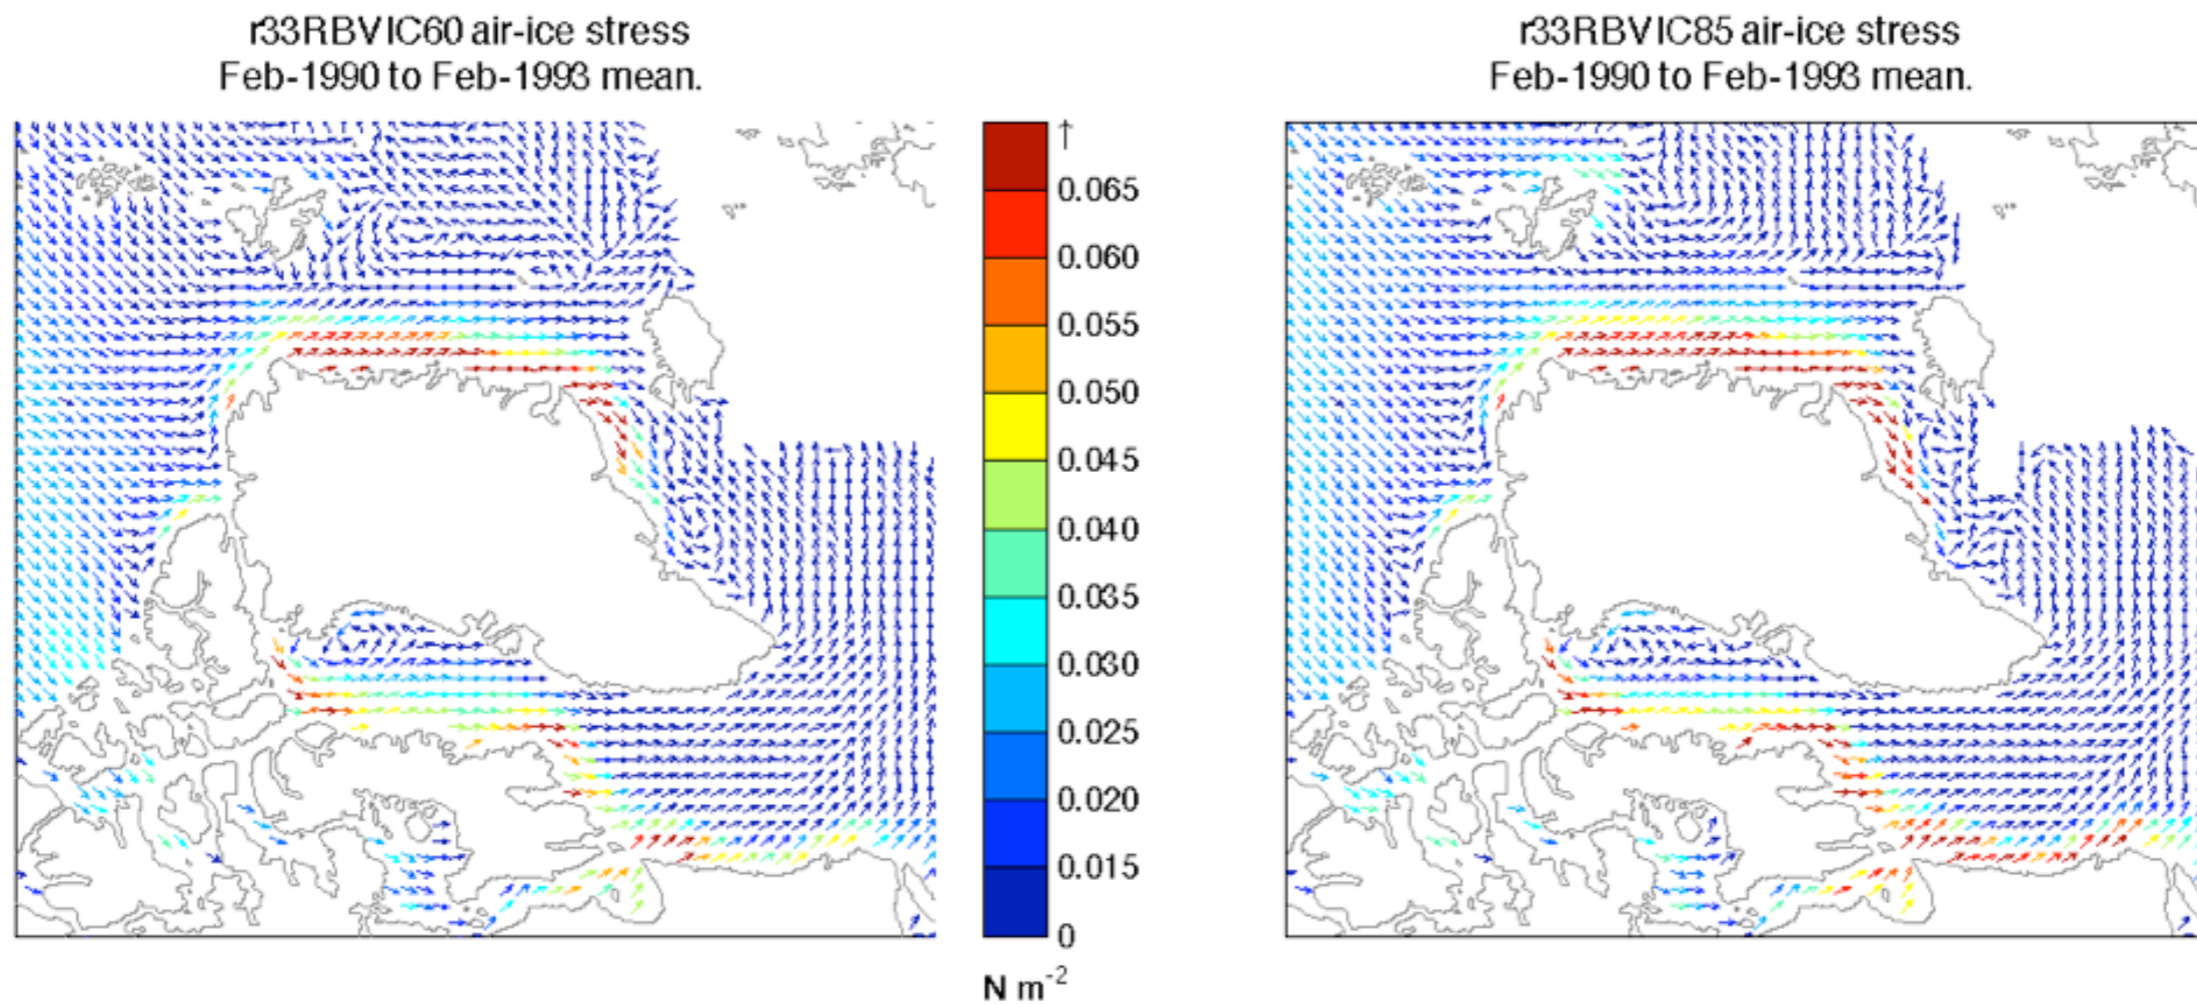 r33RBVIC60 air-ice stress
Feb-1990 to Feb-1993 mean.
↑
0.065
0.060
0.055
0.050
0.045
0.040
0.035
0.030
0.025
0.020
0.015
0
N m⁻²
r33RBVIC85 air-ice stress
Feb-1990 to Feb-1993 mean.